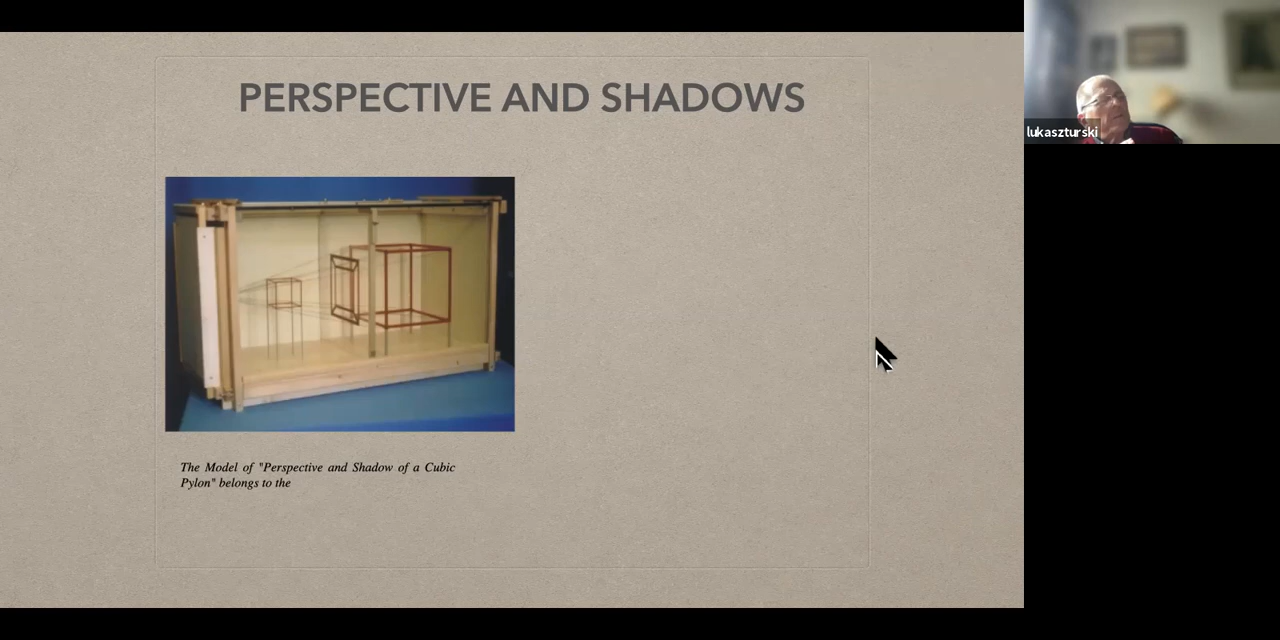 PERSPECTIVE AND SHADOWS
lukaszturski
The Model of "Perspective and Shadow of a Cubic
Pylon" belongs to the